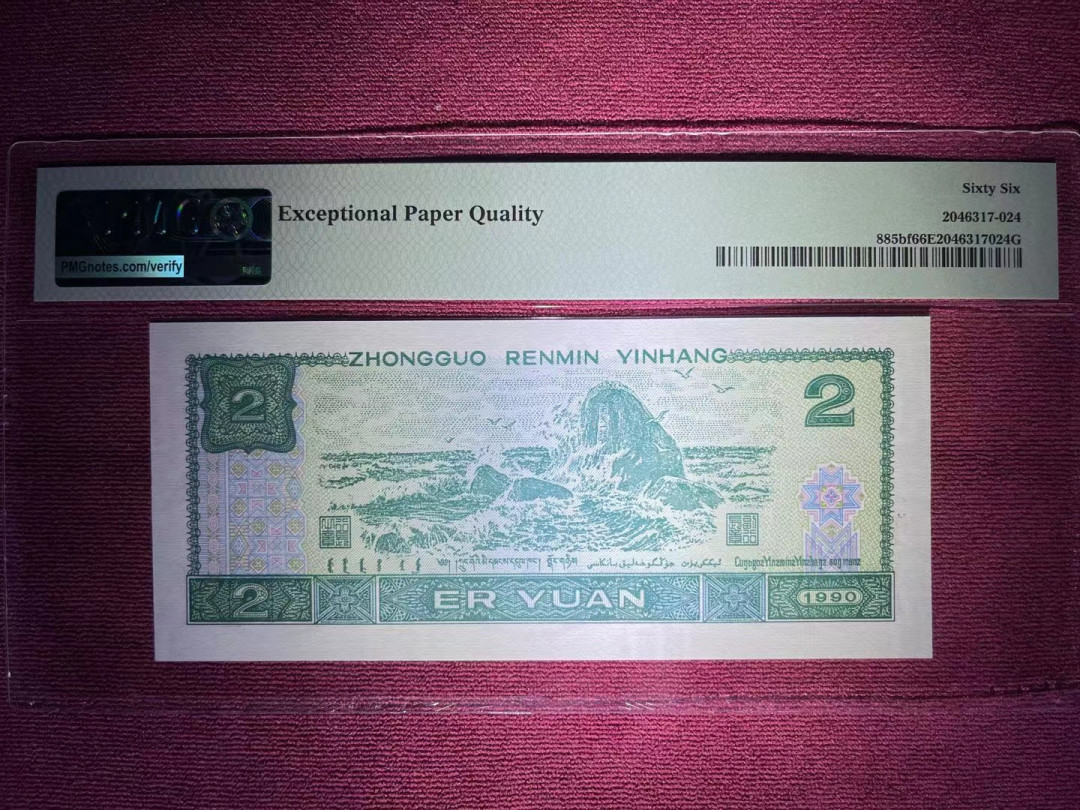 Sixty Six
PMG
Exceptional Paper Quality
2046317-024
885bf66E2046317024G
PMGnotes.com/verify
ZHONGGUO RENMIN YINHANG
2
2
2
ER YUAN
1990